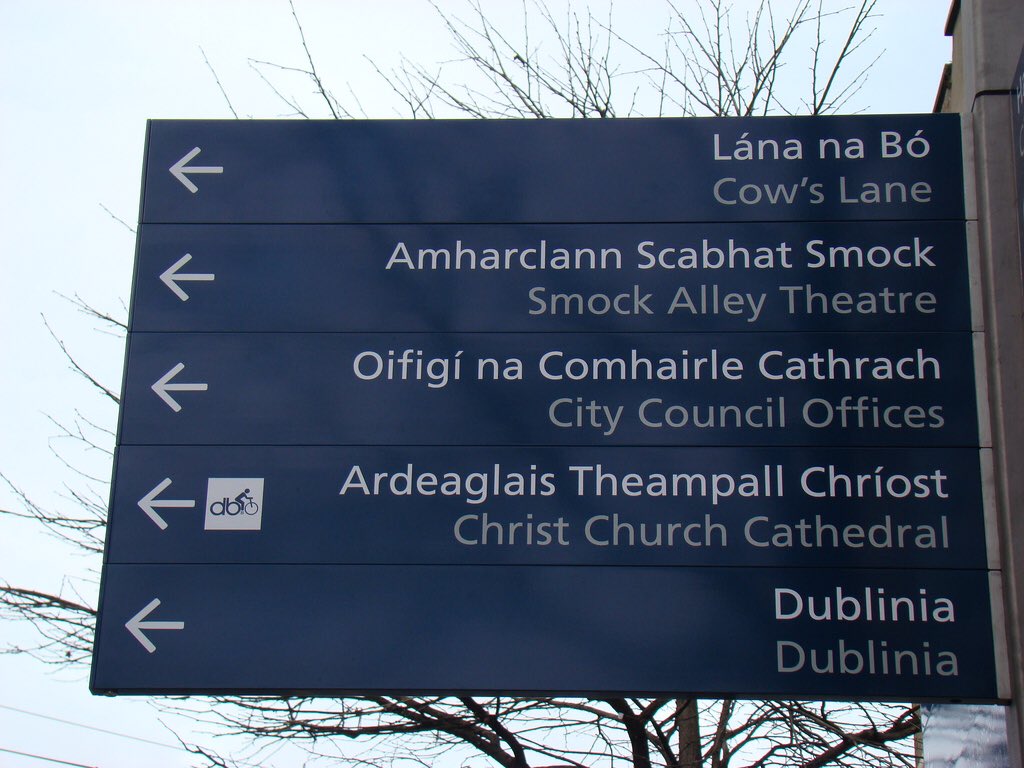 Lána na Bó
Cow's Lane
Amharclann Scabhat Smock
Smock Alley Theatre
Oifigí na Comhairle Cathrach
City Council Offices
Ardeaglais Theampall Chríost
Christ Church Cathedral
db
Dublinia
Dublinia